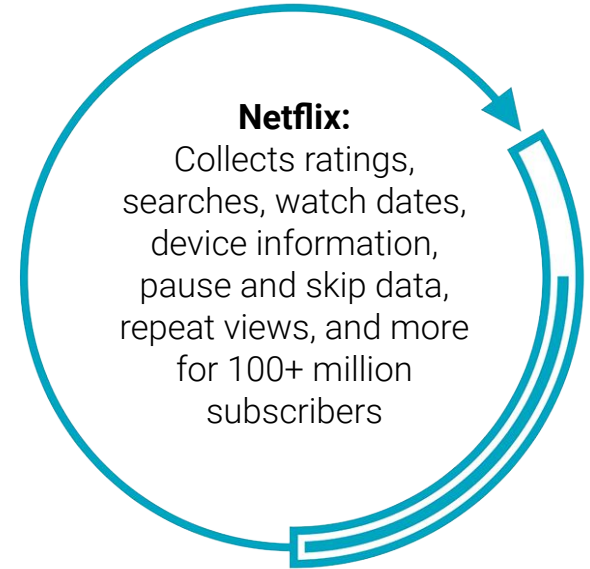 Netflix:
Collects ratings,
searches, watch dates,
device information,
pause and skip data,
repeat views, and more
for 100+ million
subscribers